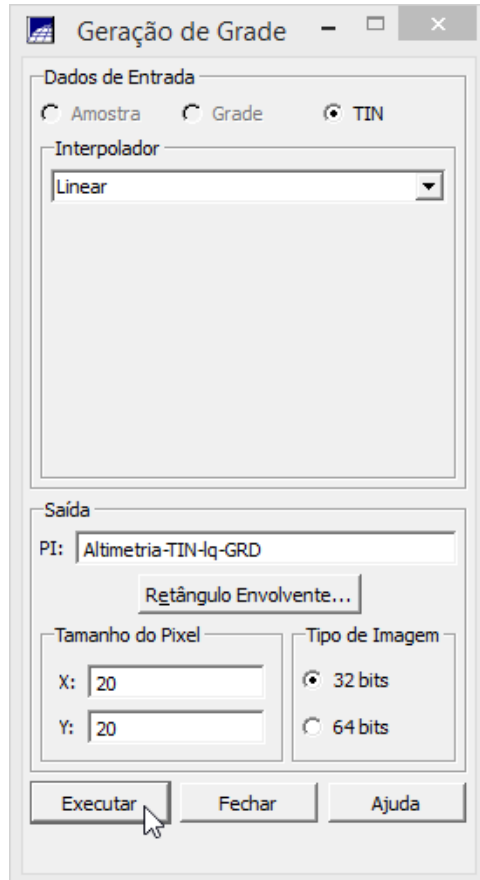 Geração de Grade
Dados de Entrada
Amostra Grade TIN
Interpolador
Linear
Saída
PI: Altimetria-TIN-lq-GRD
Retângulo Envolvente...
Tamanho do Pixel Tipo de Imagem
X: 20 32 bits
Y: 20 64 bits
Executar Fechar Ajuda